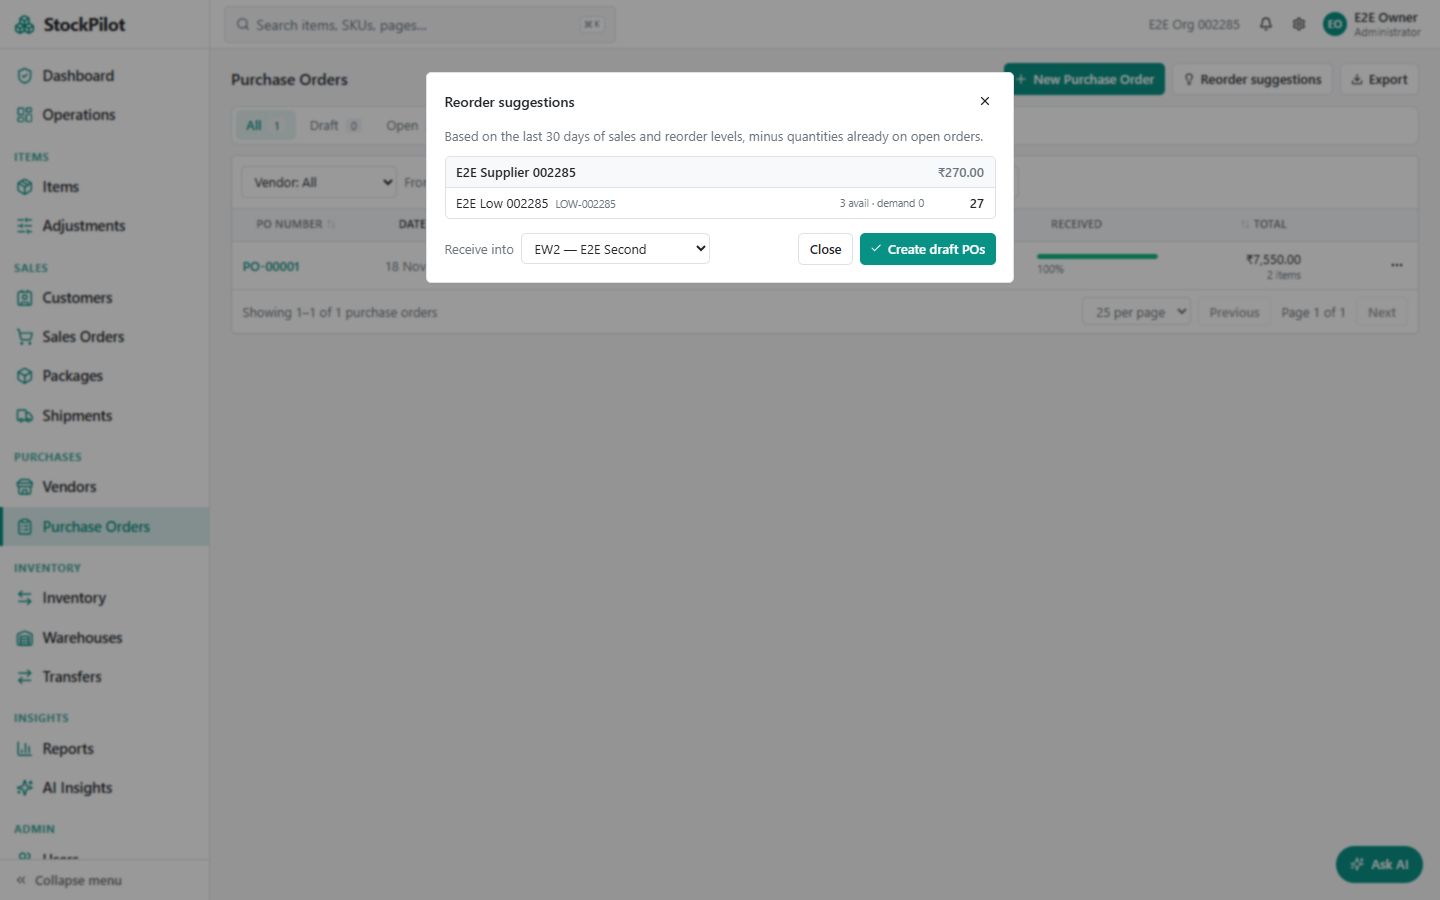 StockPilot
Search items, SKUs, pages...
⌘ K
E2E Org 002285
EO
E2E Owner
Administrator
Dashboard
Operations
ITEMS
Items
Adjustments
SALES
Customers
Sales Orders
Packages
Shipments
PURCHASES
Vendors
Purchase Orders
INVENTORY
Inventory
Warehouses
Transfers
INSIGHTS
Reports
AI Insights
ADMIN
Users
Collapse menu
Purchase Orders
New Purchase Order
Reorder suggestions
Export
All 1
Draft 0
Open
Vendor: All
From
PO NUMBER
DATE
RECEIVED
TOTAL
PO-00001
18 Nov
100%
₹7,550.00
2 items
Showing 1–1 of 1 purchase orders
25 per page
Previous
Page 1 of 1
Next
Reorder suggestions
Based on the last 30 days of sales and reorder levels, minus quantities already on open orders.
E2E Supplier 002285
₹270.00
E2E Low 002285 LOW-002285
3 avail · demand 0
27
Receive into
EW2 — E2E Second
Close
Create draft POs
Ask AI